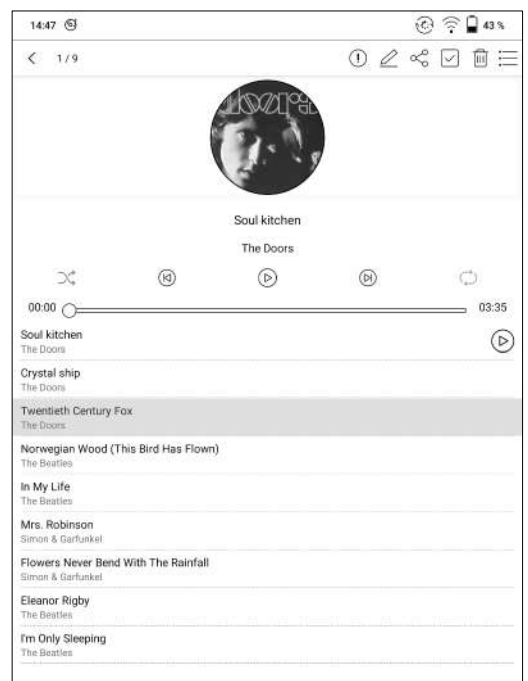 14:47 43 %
1 / 9
Doors
Soul kitchen
The Doors
00:00 03:35
Soul kitchen
The Doors
Crystal ship
The Doors
Twentieth Century Fox
The Doors
Norwegian Wood (This Bird Has Flown)
The Beatles
In My Life
The Beatles
Mrs. Robinson
Simon & Garfunkel
Flowers Never Bend With The Rainfall
Simon & Garfunkel
Eleanor Rigby
The Beatles
I'm Only Sleeping
The Beatles